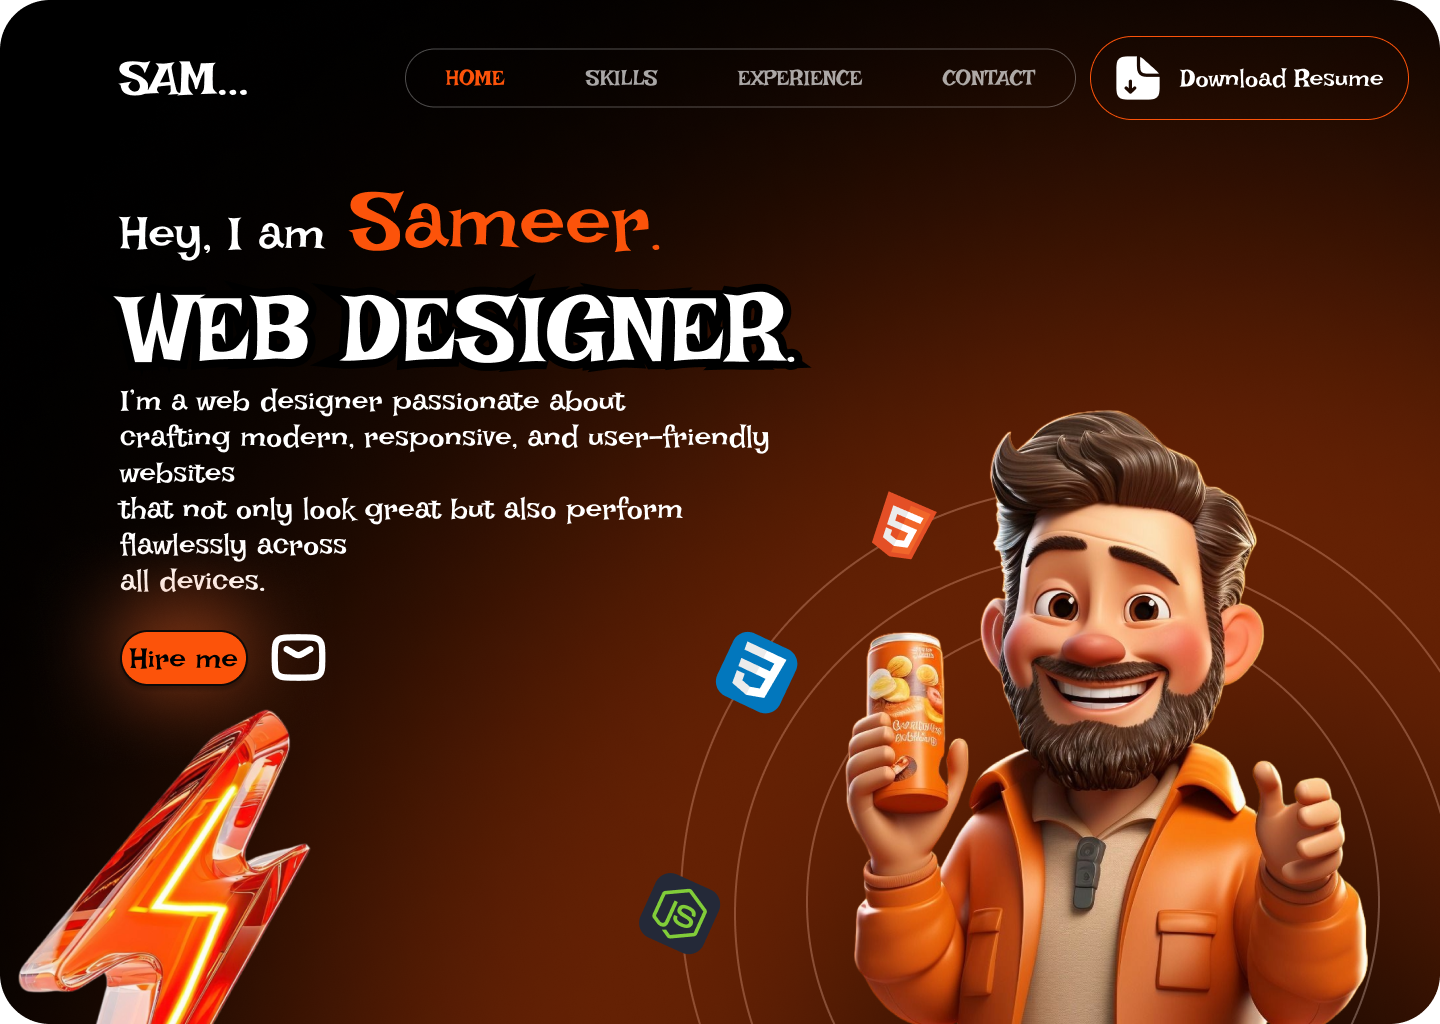 SAM...
HOME SKILLS EXPERIENCE CONTACT
Download Resume
Hey, I am Sameer.
WEB DESIGNER.
I'm a web designer passionate about
crafting modern, responsive, and user-friendly
websites
that not only look great but also perform
flawlessly across
all devices.
Hire me
5
3
JS